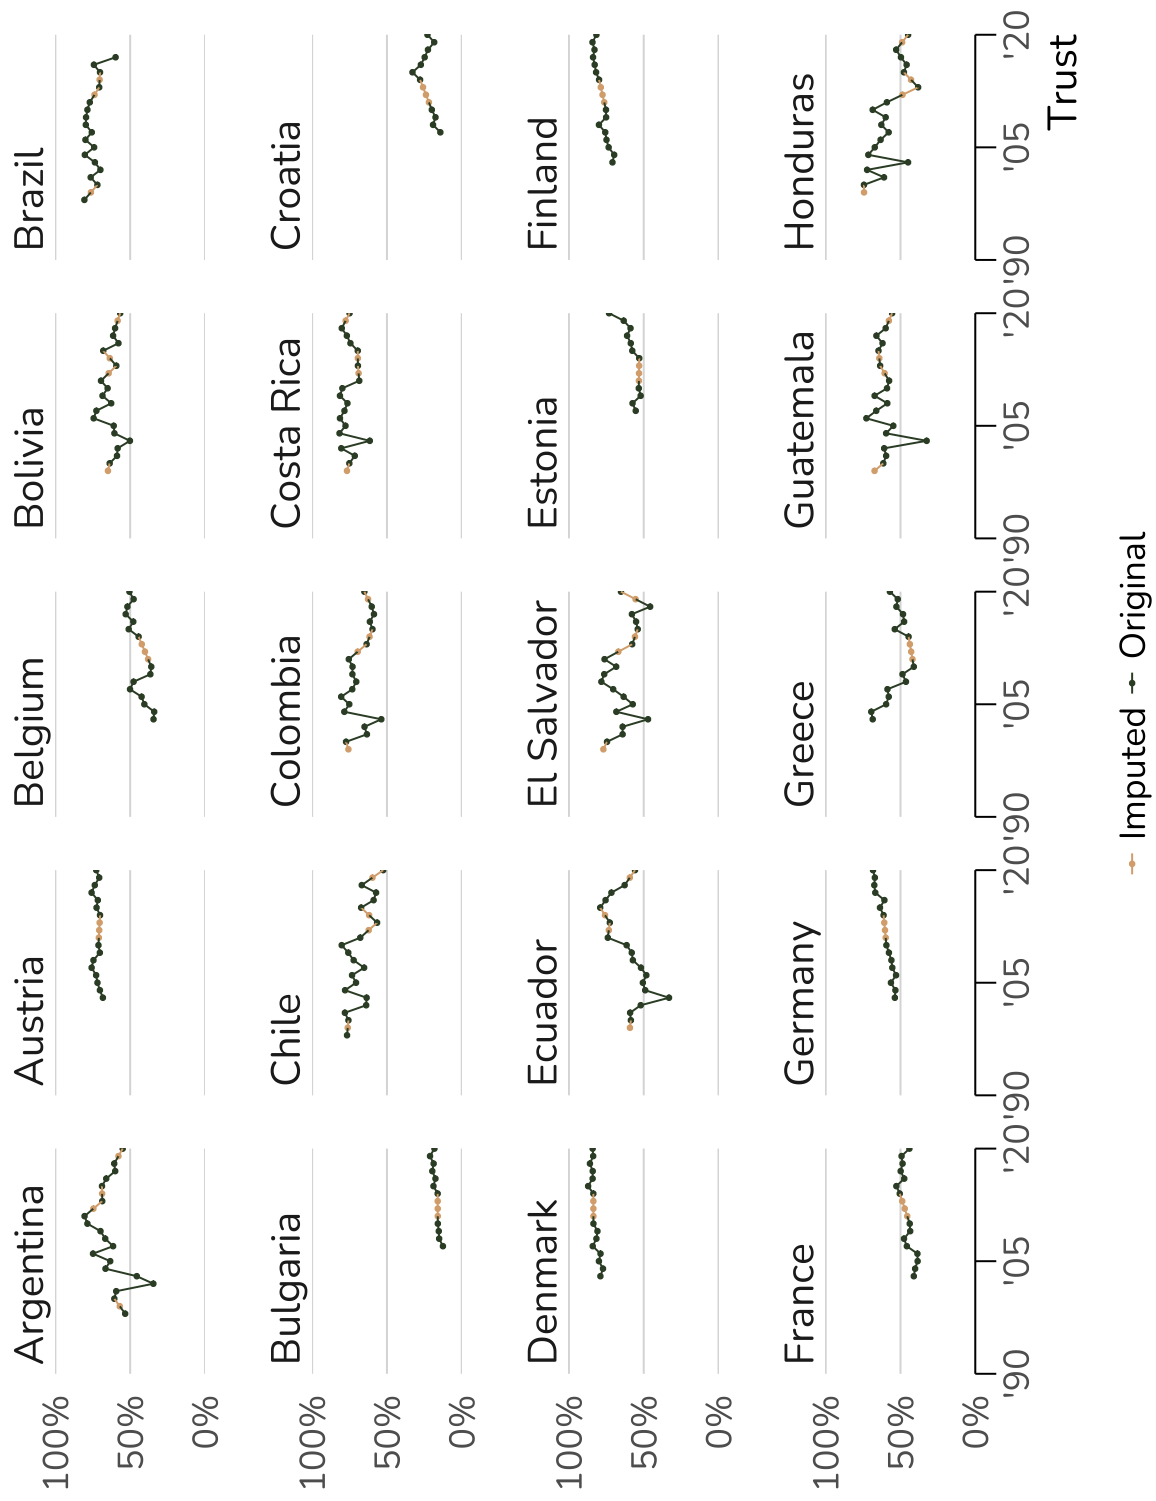 Argentina Austria Belgium Bolivia Brazil
100%
50%
0%
Bulgaria Chile Colombia Costa Rica Croatia
100%
50%
0%
Denmark Ecuador El Salvador Estonia Finland
100%
50%
0%
France Germany Greece Guatemala Honduras
100%
50%
0%
'90 '05 '20 '90 '05 '20 '90 '05 '20 '90 '05 '20 '90 '05 '20
Trust
Imputed Original